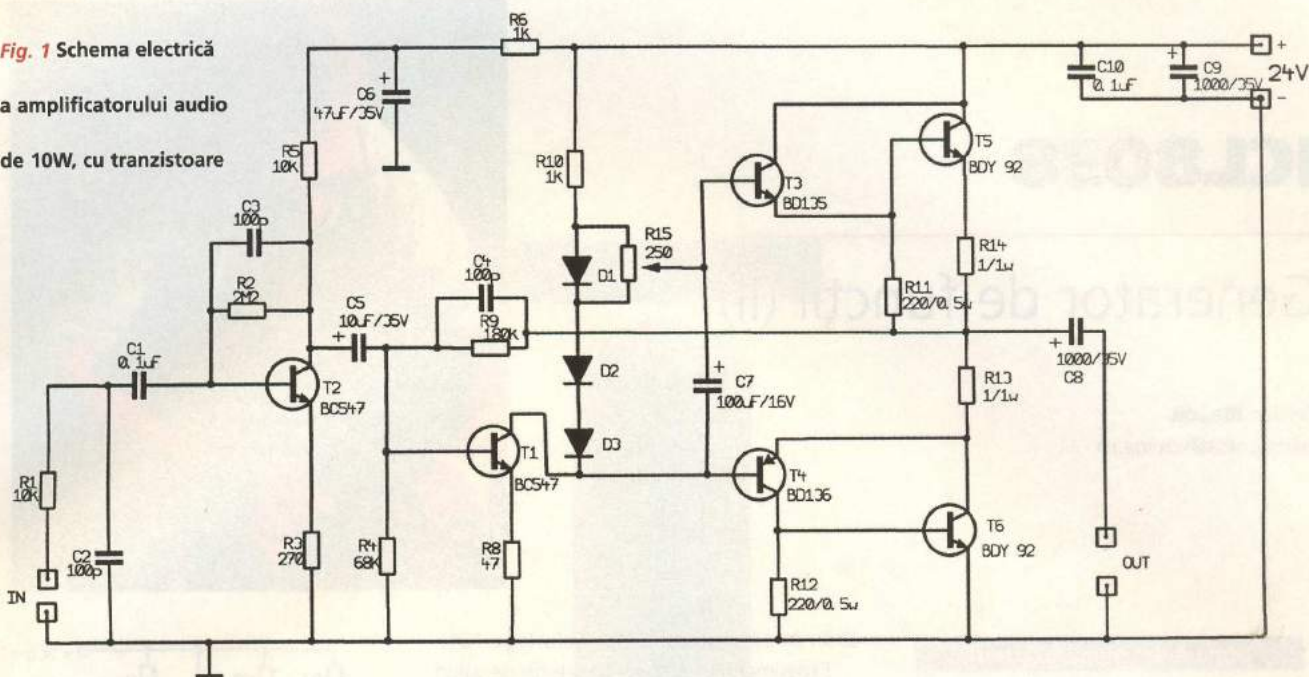 Fig. 1 Schema electrică
a amplificatorului audio
de 10W, cu tranzistoare
R6
1K
C6
47uF/35V
R5
10K
C3
100p
R2
2M2
C1
0.1uF
C5
10uF/35V
T2
BC547
R1
10K
C2
100p
IN
R3
270
R4
68K
C4
100p
R9
180K
T1
BC547
R8
47
R10
1K
D1
R15
250
D2
D3
C7
100uF/16V
T3
BD135
T4
BD136
R11
220/0.5w
R12
220/0.5w
T5
BDY 92
R14
1/1w
R13
1/1w
T6
BDY 92
1000/35V
C8
OUT
C10
0.1uF
C9
1000/35V
+
24V
-
Generator de funcții (II)